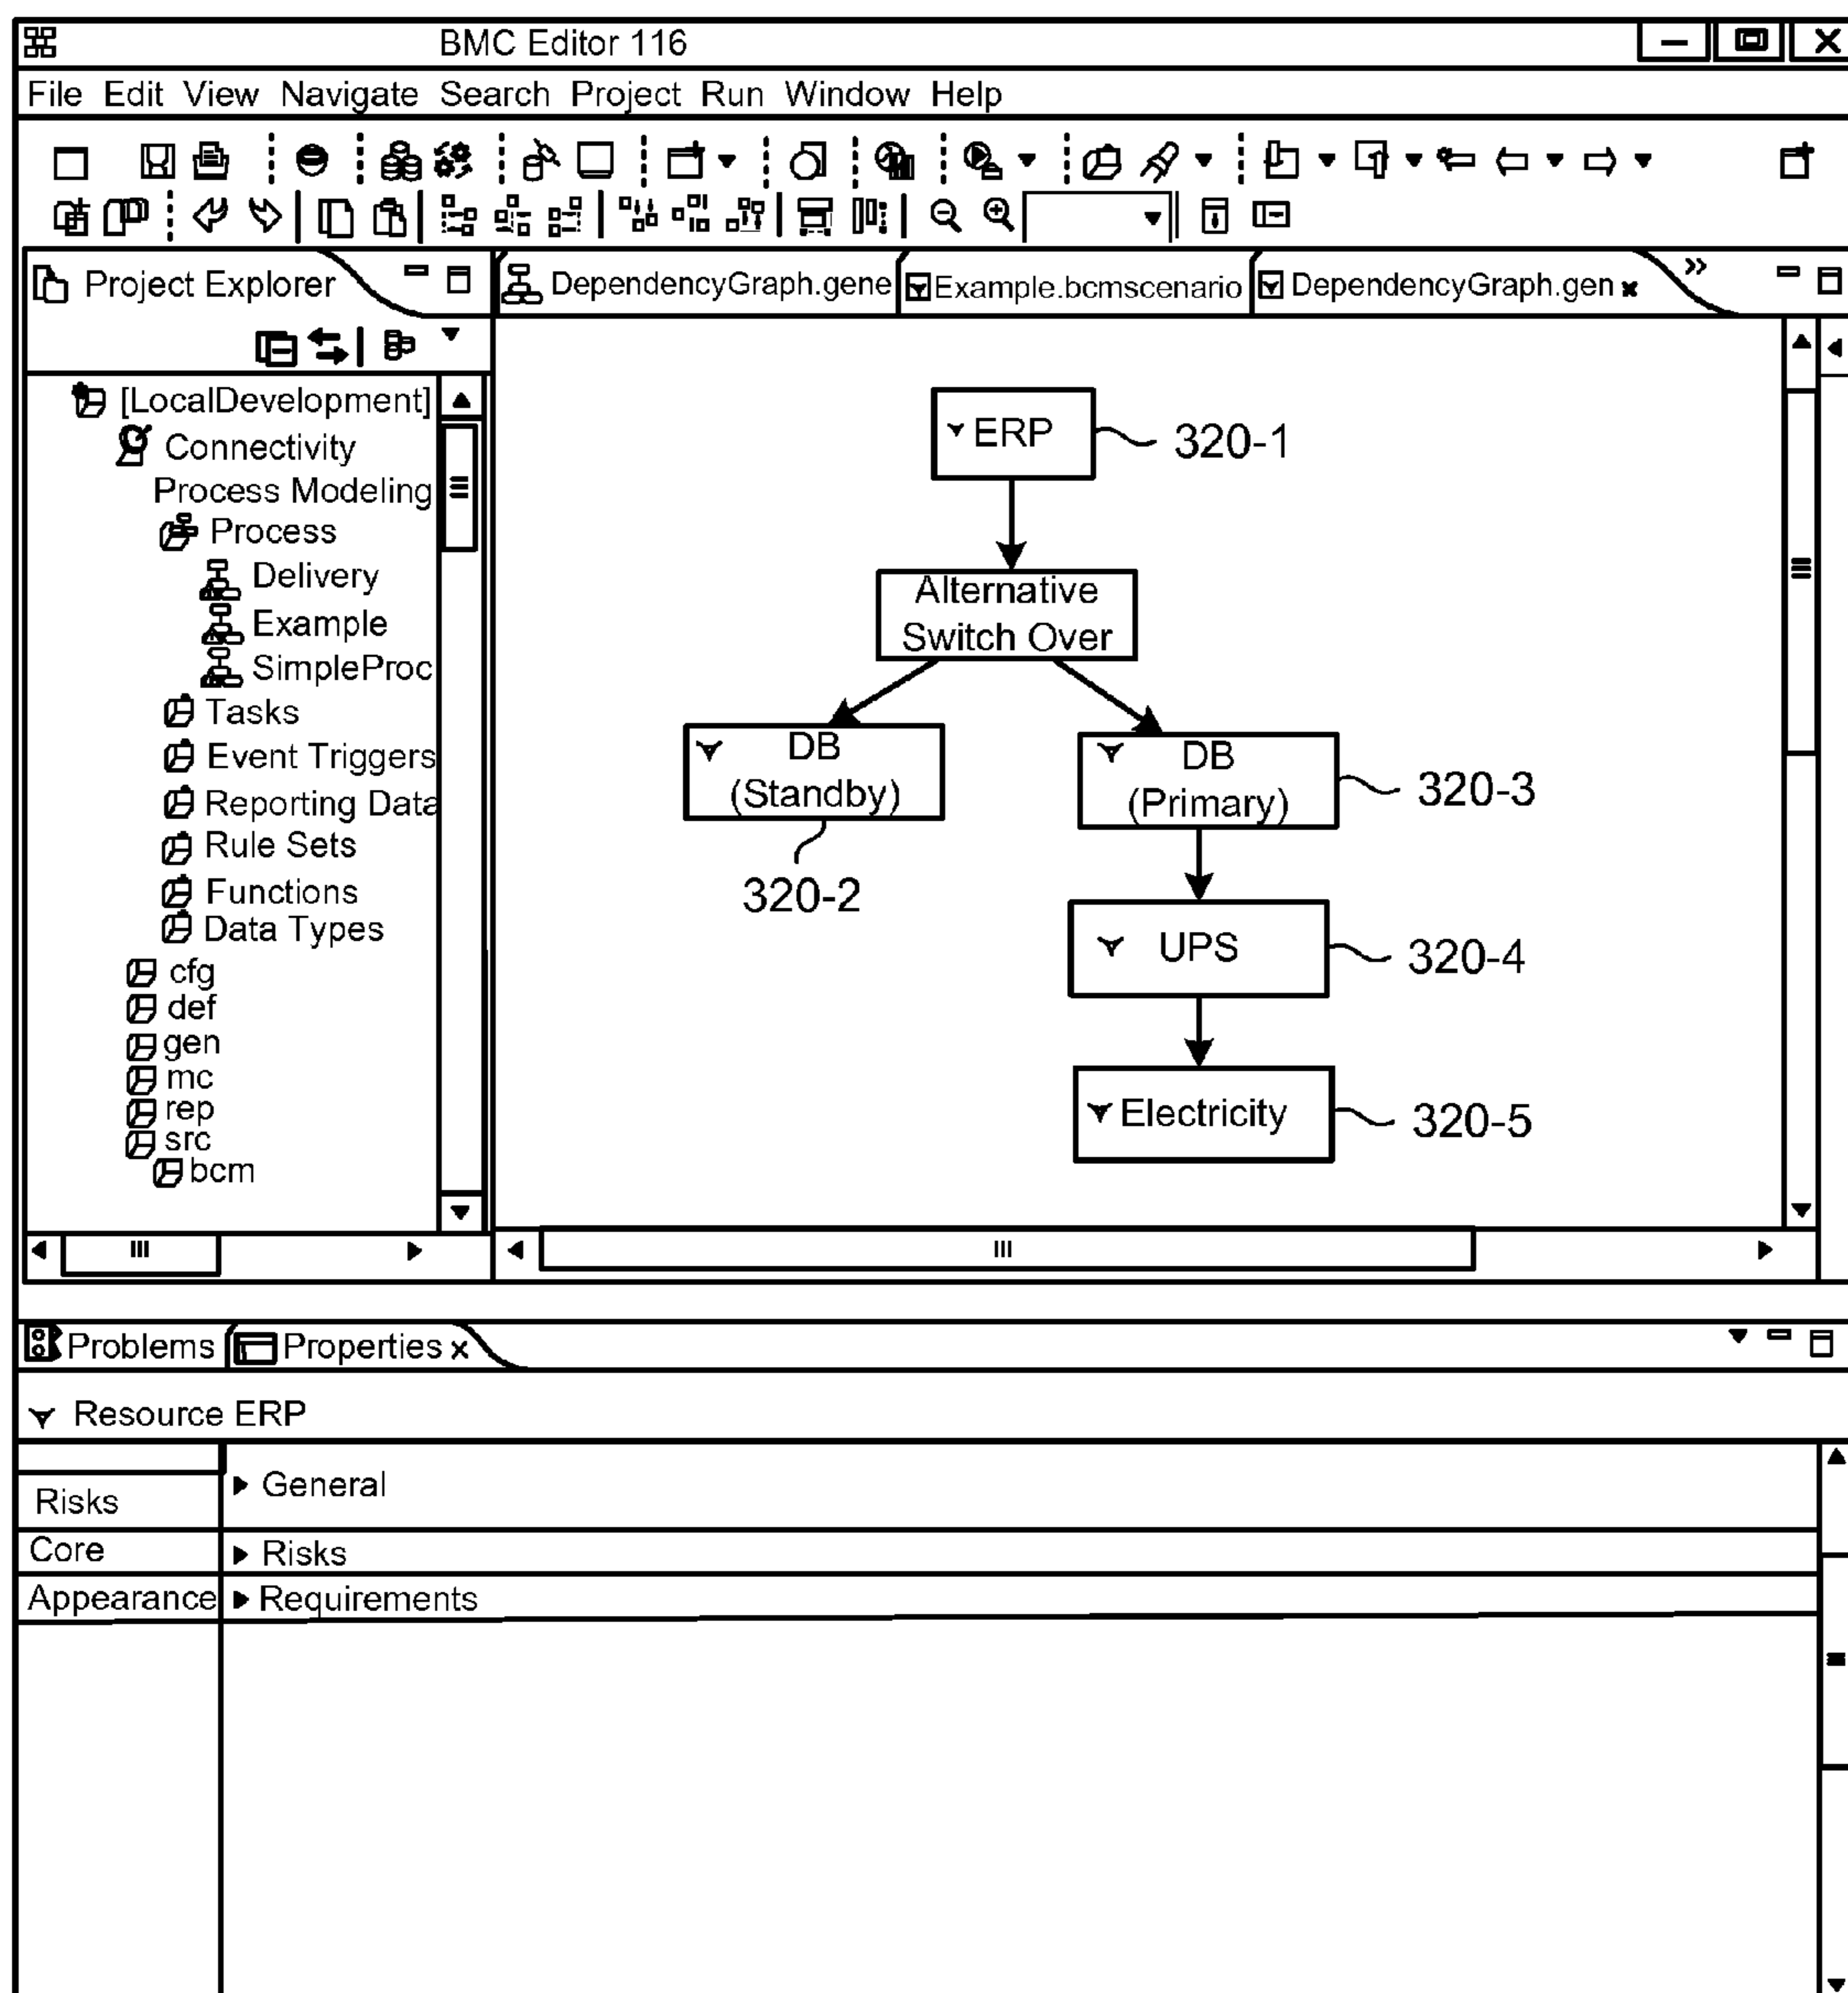 BMC Editor 116
File Edit View Navigate Search Project Run Window Help
Project Explorer
DependencyGraph.gene
Example.bcmscenario
DependencyGraph.gen
[LocalDevelopment]
Connectivity
Process Modeling
Process
Delivery
Example
SimpleProc
Tasks
Event Triggers
Reporting Data
Rule Sets
Functions
Data Types
cfg
def
gen
mc
rep
src
bcm
ERP
320-1
Alternative
Switch Over
DB
(Standby)
320-2
DB
(Primary)
320-3
UPS
320-4
Electricity
320-5
Problems
Properties
Resource ERP
Risks
Core
Appearance
General
Risks
Requirements